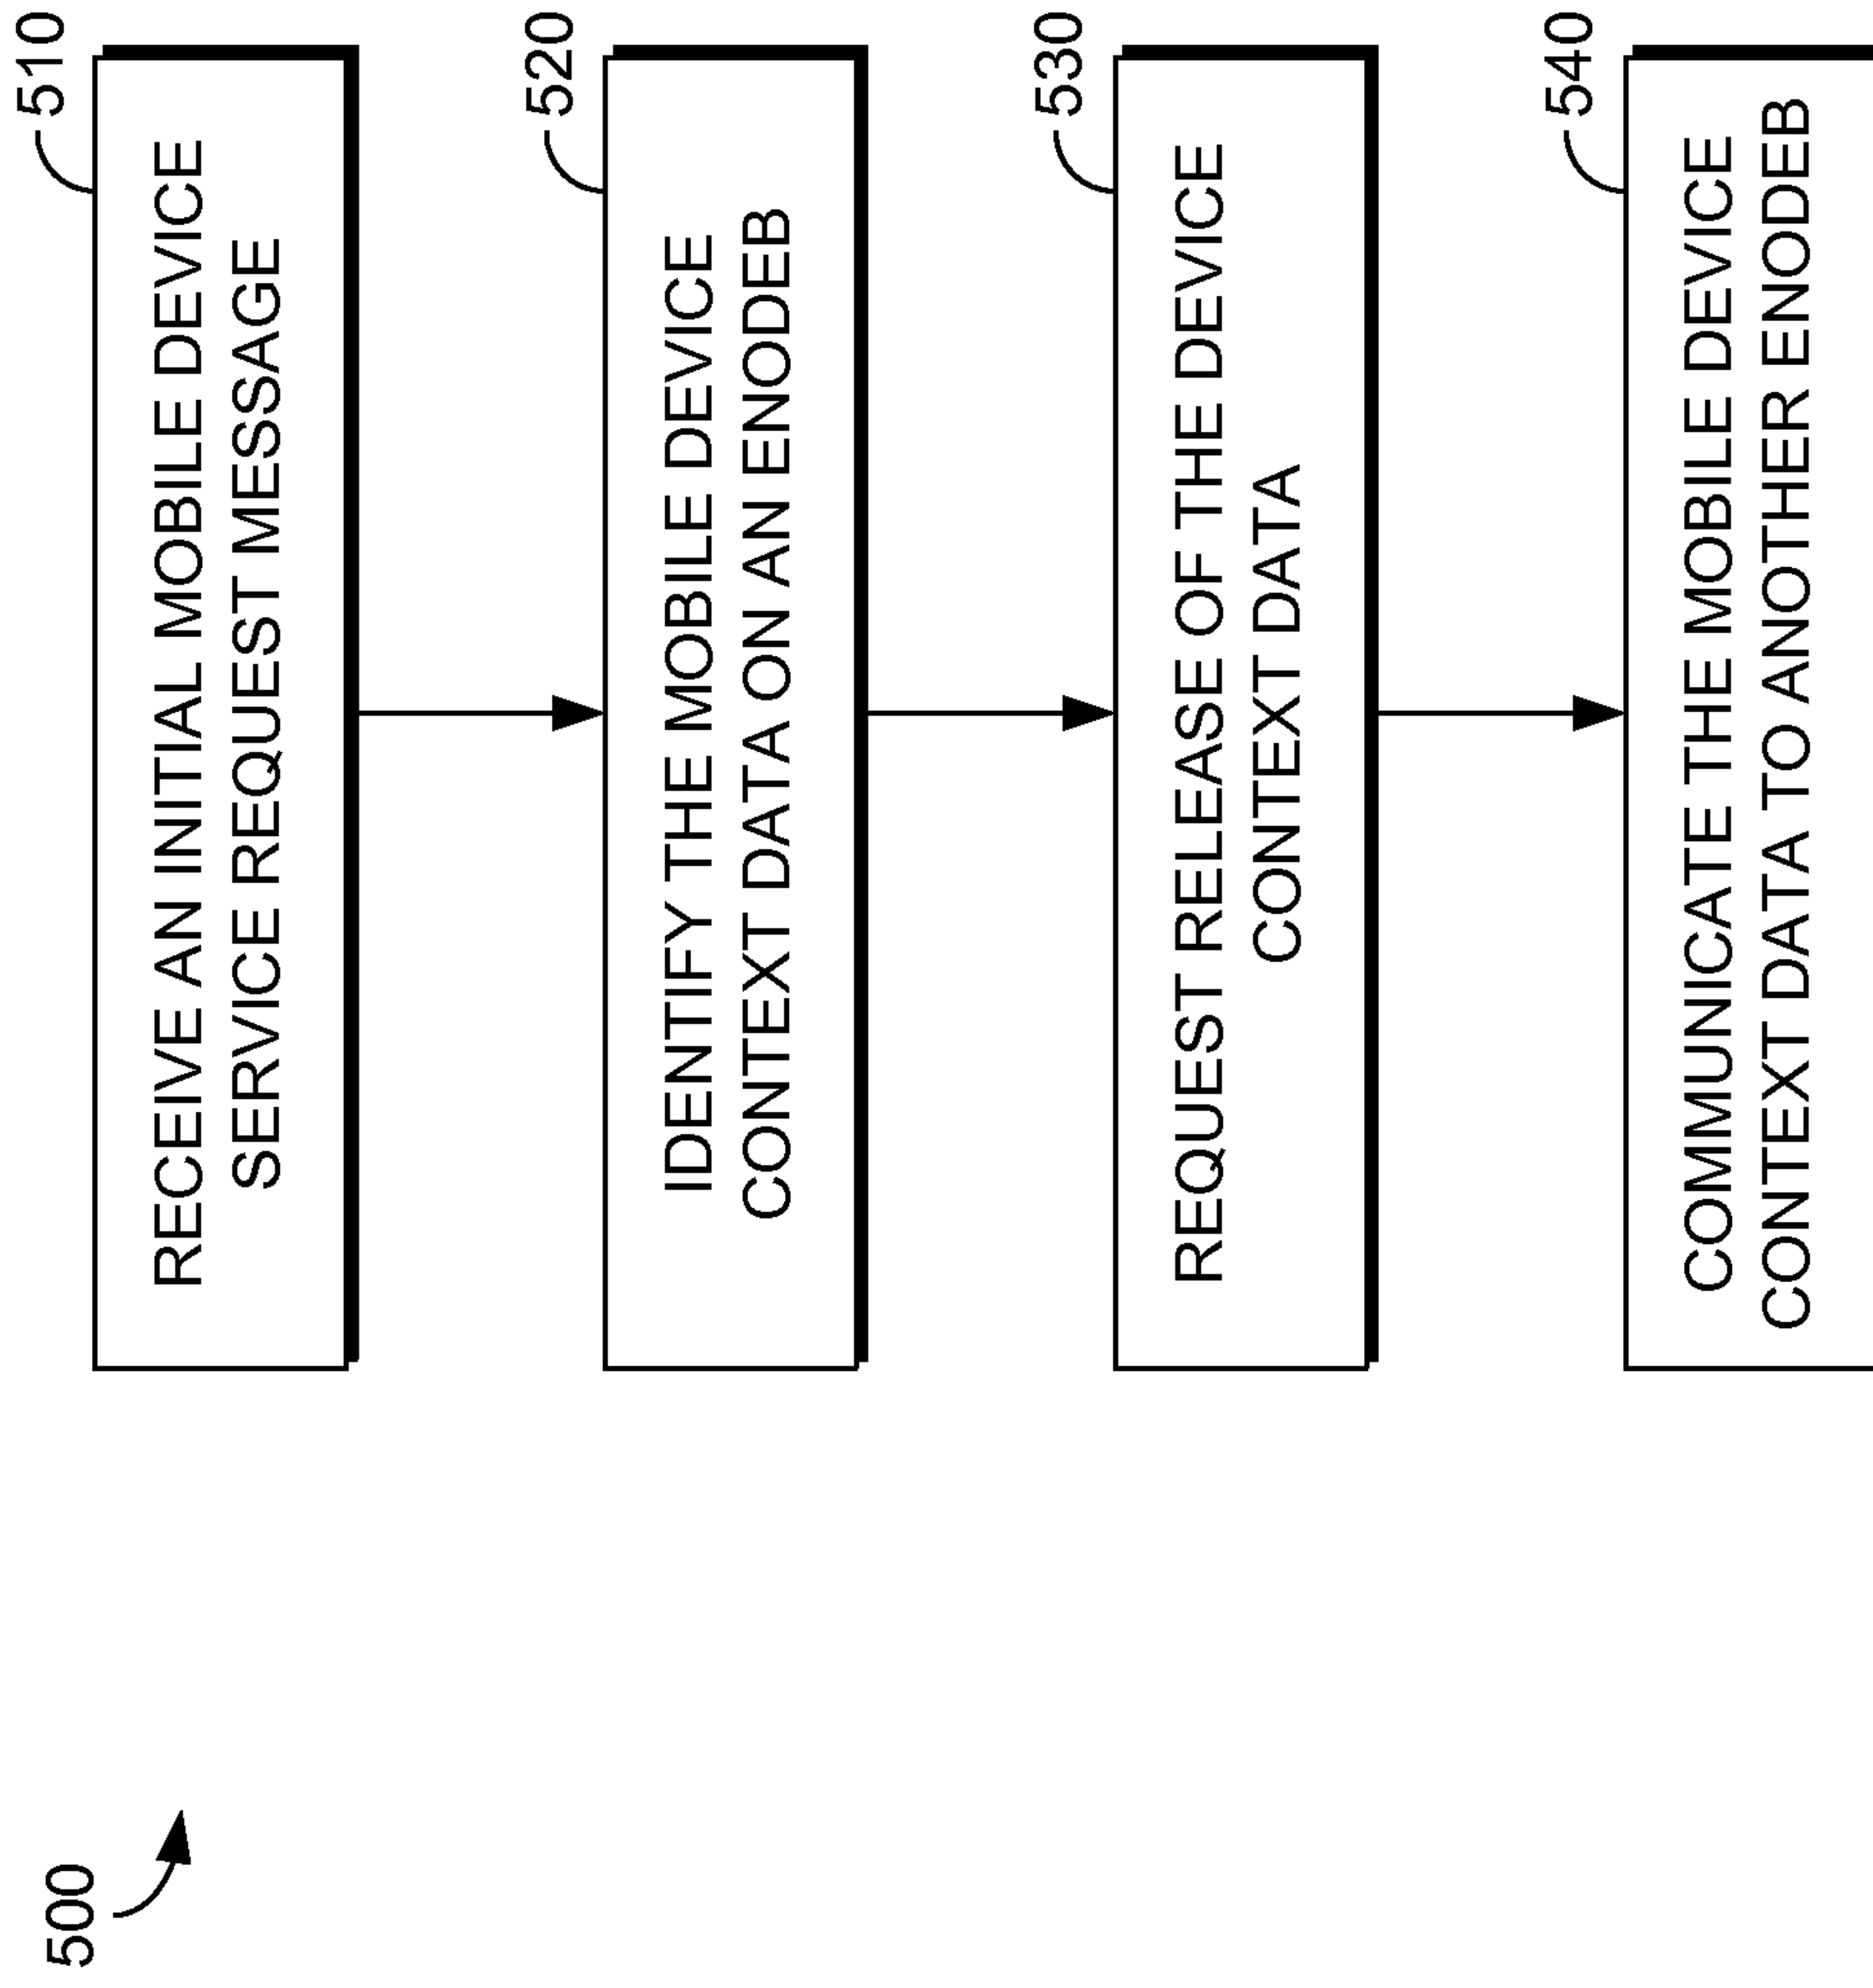 500
510
RECEIVE AN INITIAL MOBILE DEVICE
SERVICE REQUEST MESSAGE
520
IDENTIFY THE MOBILE DEVICE
CONTEXT DATA ON AN ENODEB
530
REQUEST RELEASE OF THE DEVICE
CONTEXT DATA
540
COMMUNICATE THE MOBILE DEVICE
CONTEXT DATA TO ANOTHER ENODEB